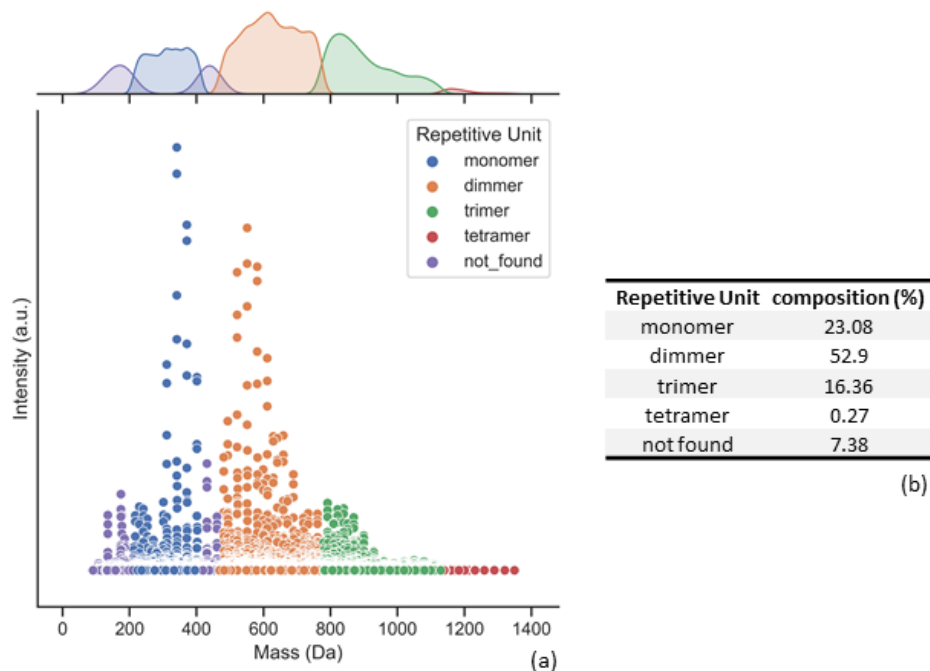 Repetitive Unit
monomer
dimmer
trimer
tetramer
not_found
Intensity (a.u.)
0 200 400 600 800 1000 1200 1400
Mass (Da)
(a)
Repetitive Unit composition (%)
monomer 23.08
dimmer 52.9
trimer 16.36
tetramer 0.27
not found 7.38
(b)